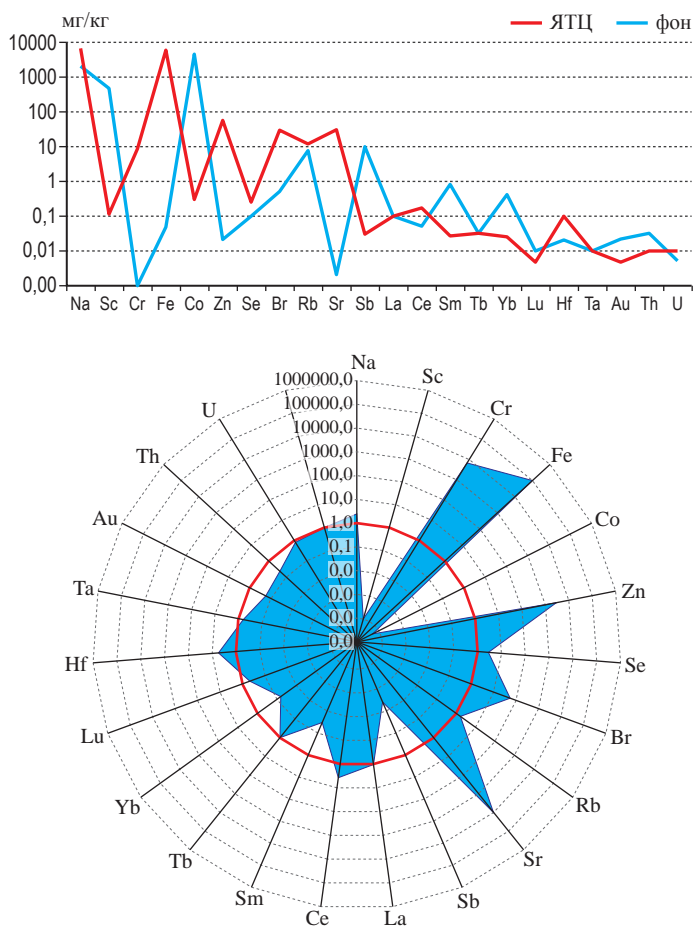 мг/кг
ЯТЦ фон
10000
1000
100
10
1
0,1
0,01
0,00
Na Sc Cr Fe Co Zn Se Br Rb Sr Sb La Ce Sm Tb Yb Lu Hf Ta Au Th U
Na
1000000,0
Sc
100000,0
U
Cr
10000,0
1000,0
Th
Fe
100,0
10,0
Au
Co
1,0
0,1
0,0
Ta
Zn
0,0
0,0
0,0
Hf
Se
Lu
Br
Yb
Rb
Tb
Sr
Sm
Sb
Ce
La